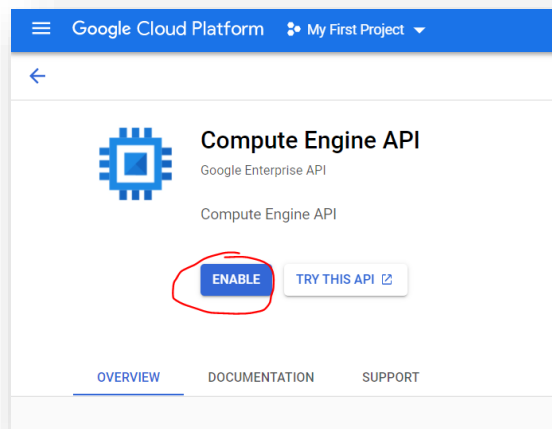 Google Cloud Platform My First Project
Compute Engine API
Google Enterprise API
Compute Engine API
ENABLE TRY THIS API
OVERVIEW DOCUMENTATION SUPPORT